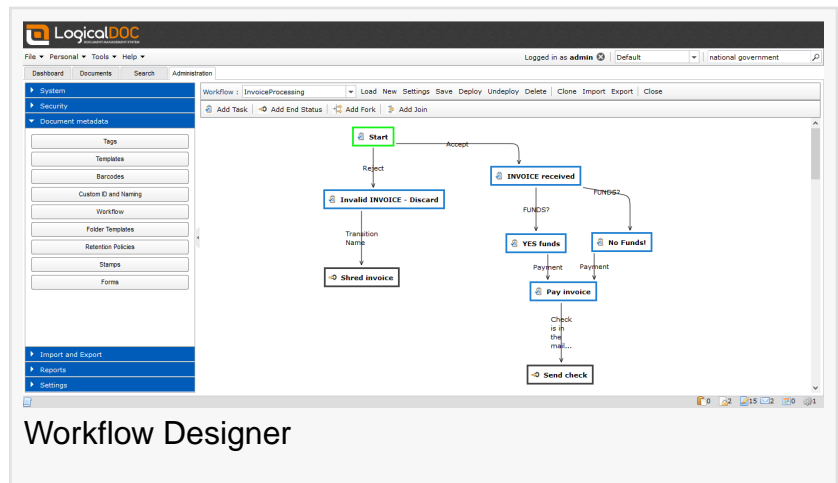 LogicalDOC
DOCUMENT MANAGEMENT SYSTEM
File Personal Tools Help Logged in as admin Default national government
Dashboard Documents Search Administration
System
Security
Document metadata
Tags
Templates
Barcodes
Custom ID and Naming
Workflow
Folder Templates
Retention Policies
Stamps
Forms
Import and Export
Reports
Settings
Workflow : InvoiceProcessing Load New Settings Save Deploy Undeploy Delete Clone Import Export Close
Add Task Add End Status Add Fork Add Join
Start
Accept
Reject
INVOICE received
Invalid INVOICE - Discard
FUNDS?
FUNDS?
Transition
Name
YES funds
No Funds!
Shred invoice
Payment
Payment
Pay invoice
Check
is in
the
mail...
Send check
0 2 15 2 0 1
Workflow Designer